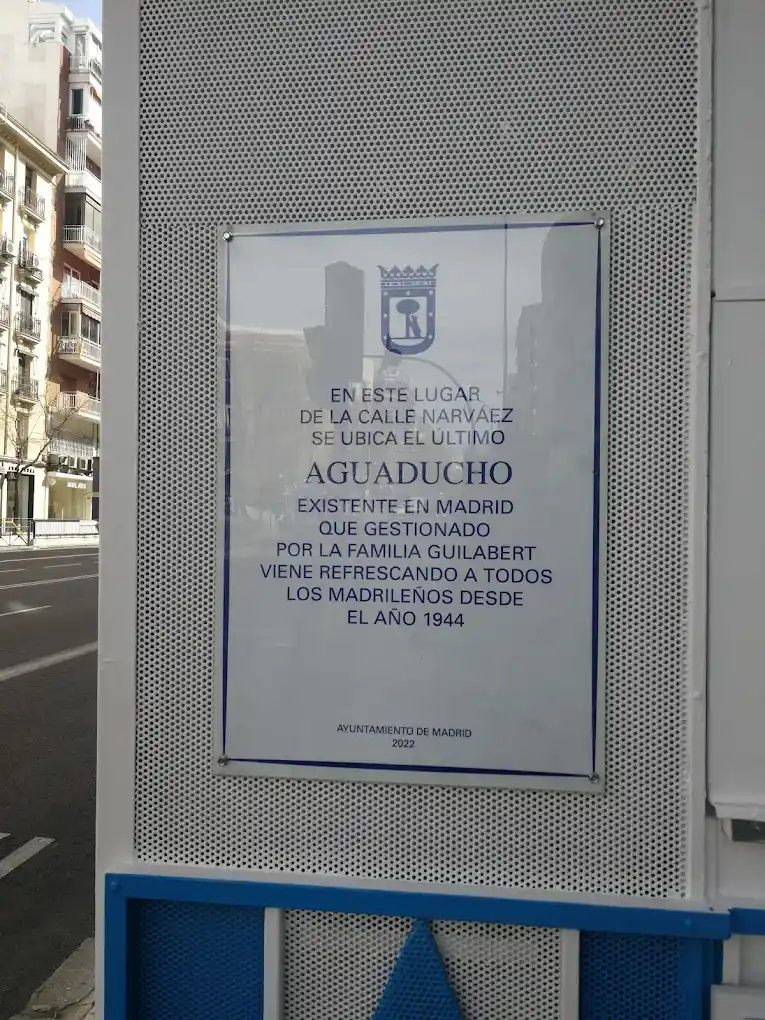 EN ESTE LUGAR
DE LA CALLE NARVÁEZ
SE UBICA EL ÚLTIMO
AGUADUCHO
EXISTENTE EN MADRID
QUE GESTIONADO
POR LA FAMILIA GUILABERT
VIENE REFRESCANDO A TODOS
LOS MADRILEÑOS DESDE
EL AÑO 1944
AYUNTAMIENTO DE MADRID
2022